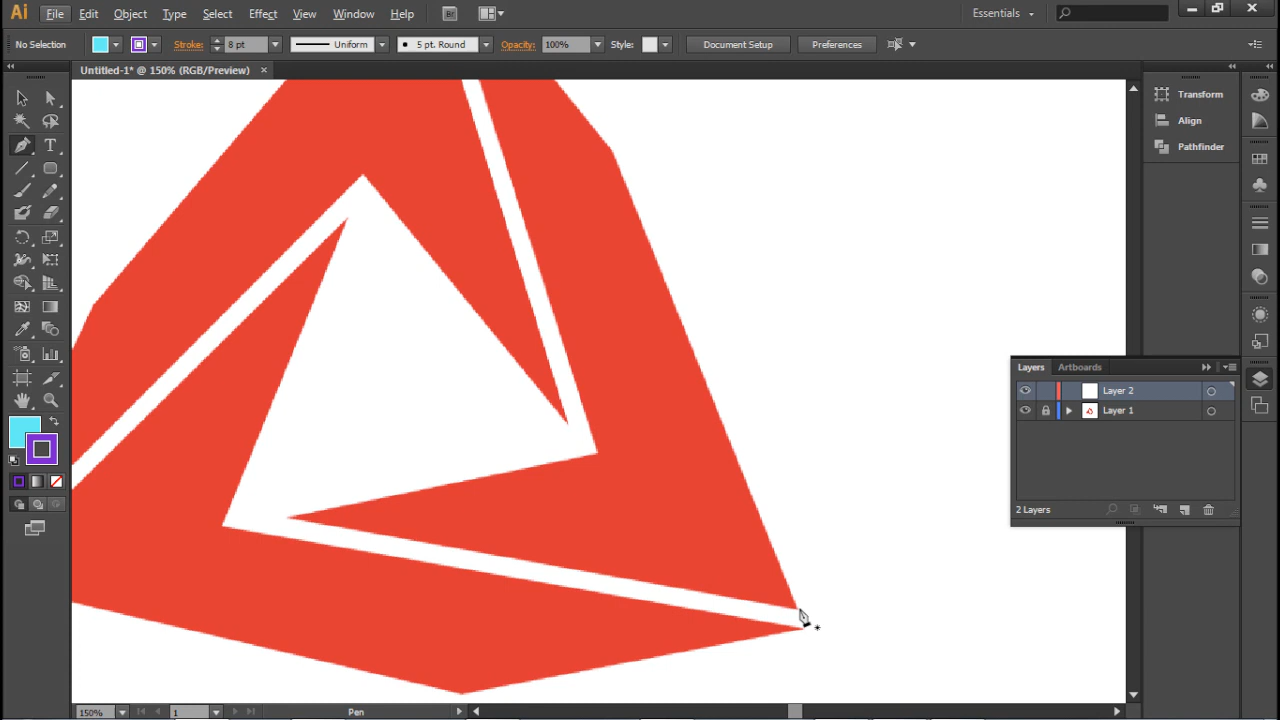 Ai File Edit Object Type Select Effect View Window Help Br Essentials
No Selection Stroke: 8 pt Uniform 5 pt. Round Opacity: 100% Style: Document Setup Preferences
Untitled-1* @ 150% (RGB/Preview)
Transform
Align
Pathfinder
T
Layers Artboards
Layer 2
Layer 1
2 Layers
150% 1 Pen